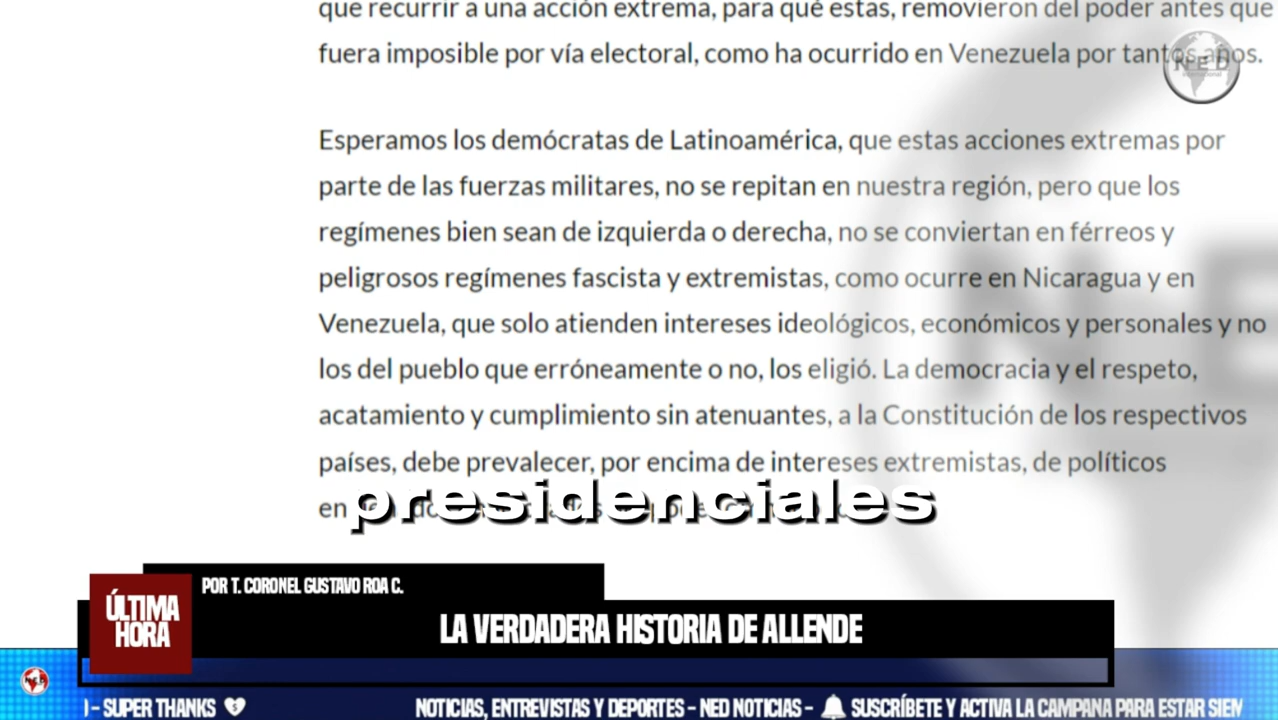 que recurrir a una acción extrema, para qué estas, removieron del poder antes que
fuera imposible por vía electoral, como ha ocurrido en Venezuela por tantos años.
NED
Esperamos los demócratas de Latinoamérica, que estas acciones extremas por
parte de las fuerzas militares, no se repitan en nuestra región, pero que los
regímenes bien sean de izquierda o derecha, no se conviertan en férreos y
peligrosos regímenes fascista y extremistas, como ocurre en Nicaragua y en
Venezuela, que solo atienden intereses ideológicos, económicos y personales y no
los del pueblo que erróneamente o no, los eligió. La democracia y el respeto,
acatamiento y cumplimiento sin atenuantes, a la Constitución de los respectivos
países, debe prevalecer, por encima de intereses extremistas, de políticos
presidenciales
POR T. CORONEL GUSTAVO ROA C.
ÚLTIMA
HORA
LA VERDADERA HISTORIA DE ALLENDE
NED
) - SUPER THANKS NOTICIAS, ENTREVISTAS Y DEPORTES - NED NOTICIAS - SUSCRÍBETE Y ACTIVA LA CAMPANA PARA ESTAR SIEM